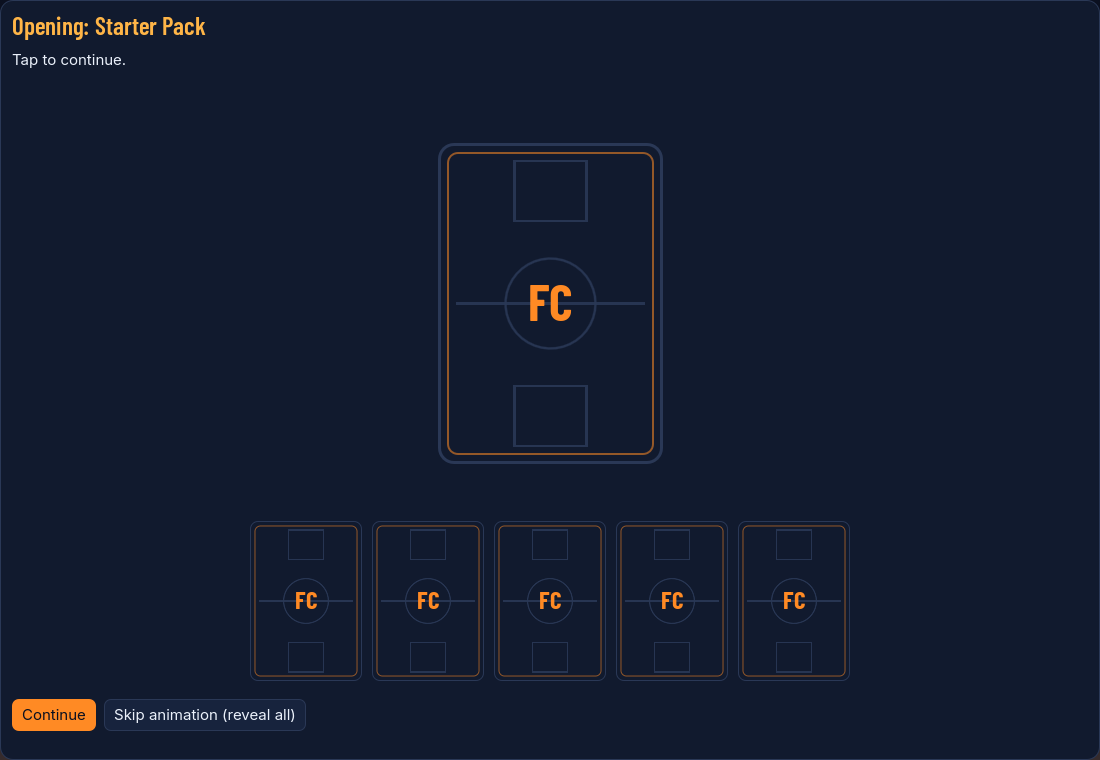 Opening: Starter Pack
Tap to continue.
FC
FC
FC
FC
FC
FC
Continue
Skip animation (reveal all)